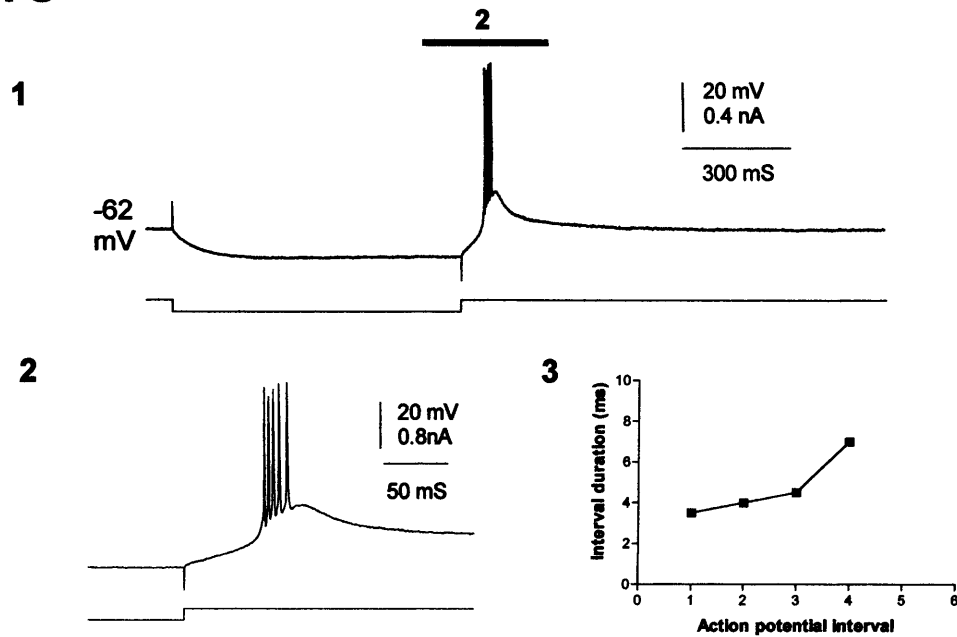 2
1
20 mV
0.4 nA
300 mS
-62
mV
2
20 mV
0.8nA
50 mS
3
Interval duration (ms)
10
8
6
4
2
0
0 1 2 3 4 5 6
Action potential interval